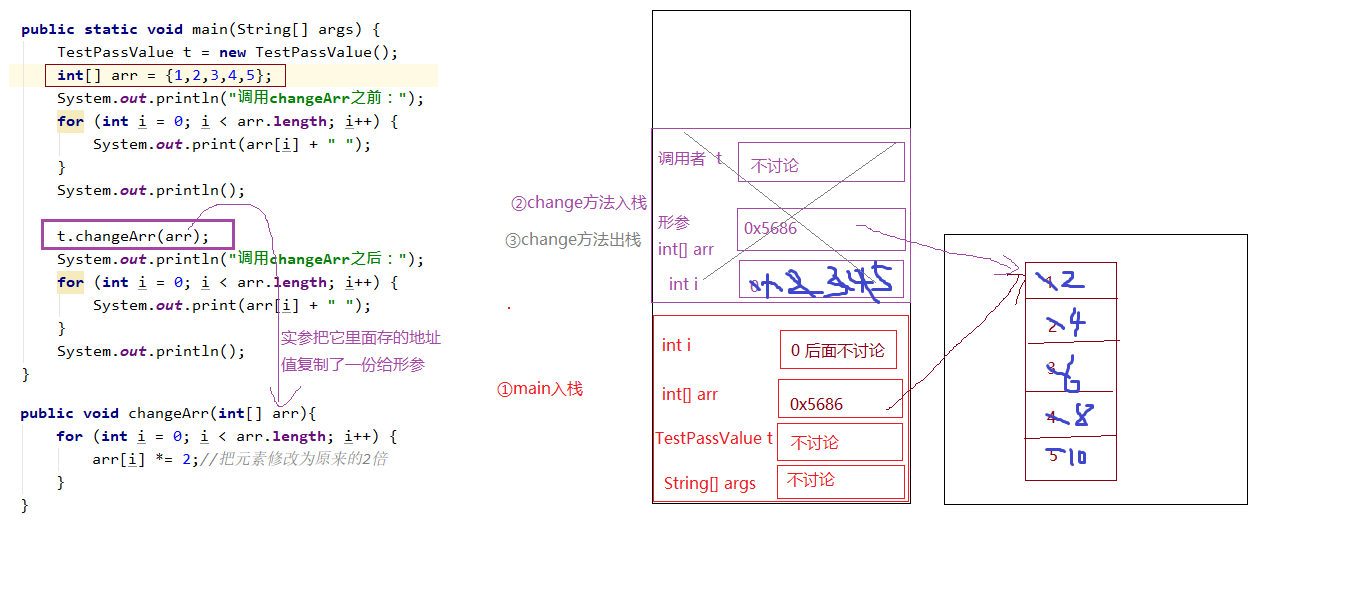 public static void main(String[] args) {
TestPassValue t = new TestPassValue();
int[] arr = {1,2,3,4,5};
System.out.println("调用changeArr之前：");
for (int i = 0; i < arr.length; i++) {
System.out.print(arr[i] + " ");
}
System.out.println();
t.changeArr(arr);
System.out.println("调用changeArr之后：");
for (int i = 0; i < arr.length; i++) {
System.out.print(arr[i] + " ");
}
System.out.println();
}
实参把它里面存的地址
值复制了一份给形参
public void changeArr(int[] arr){
for (int i = 0; i < arr.length; i++) {
arr[i] *= 2;//把元素修改为原来的2倍
}
}
②change方法入栈
③change方法出栈
①main入栈
调用者 t
不讨论
形参
int[] arr
0x5686
int i
0 1 2 3 4 5
int i
0 后面不讨论
int[] arr
0x5686
TestPassValue t
不讨论
String[] args
不讨论
1 2
2 4
3 6
4 8
5 10